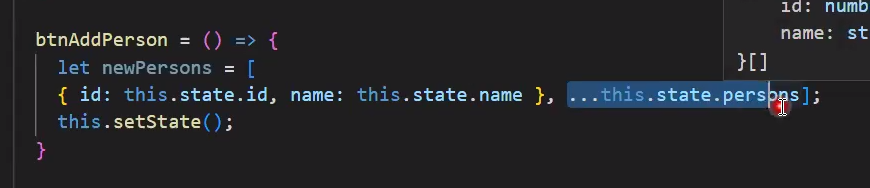 id: numb
name: st
}[]
btnAddPerson = () => {
let newPersons = [
{ id: this.state.id, name: this.state.name }, ...this.state.persons];
this.setState();
}